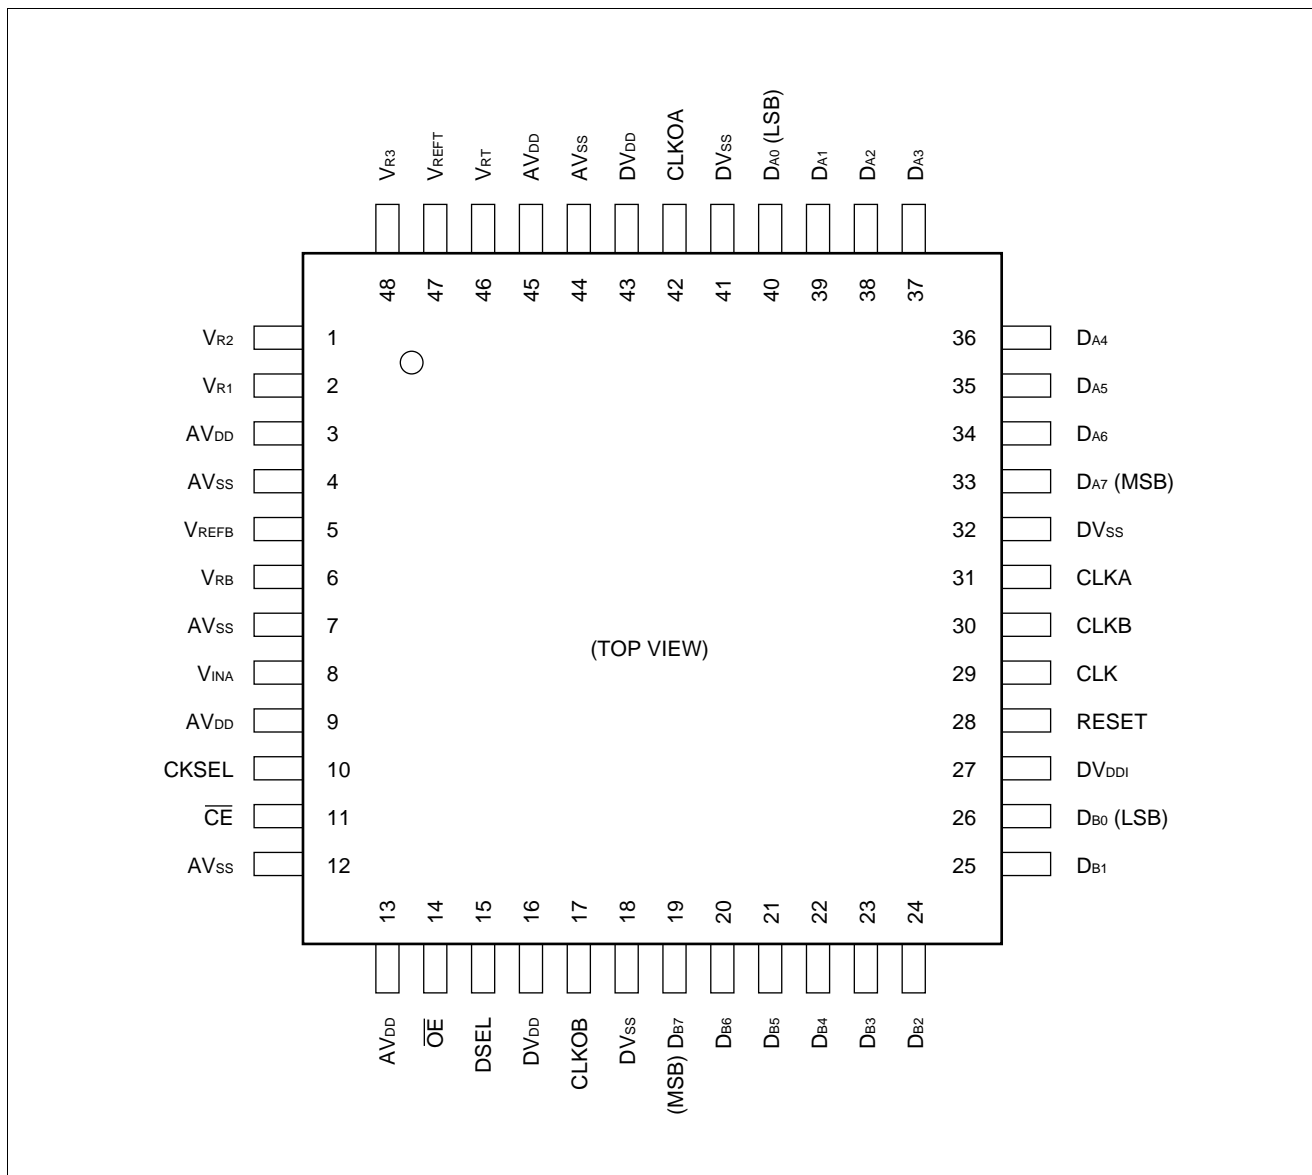 VR3 VREFT VRT AVDD AVSS DVDD CLKOA DVSS DA0 (LSB) DA1 DA2 DA3
48 47 46 45 44 43 42 41 40 39 38 37
VR2 1 36 DA4
VR1 2 35 DA5
AVDD 3 34 DA6
AVSS 4 33 DA7 (MSB)
VREFB 5 32 DVSS
VRB 6 31 CLKA
AVSS 7 30 CLKB
(TOP VIEW)
VINA 8 29 CLK
AVDD 9 28 RESET
CKSEL 10 27 DVDDI
C̅E̅ 11 26 DB0 (LSB)
AVSS 12 25 DB1
13 14 15 16 17 18 19 20 21 22 23 24
AVDD O̅E̅ DSEL DVDD CLKOB DVSS (MSB) DB7 DB6 DB5 DB4 DB3 DB2